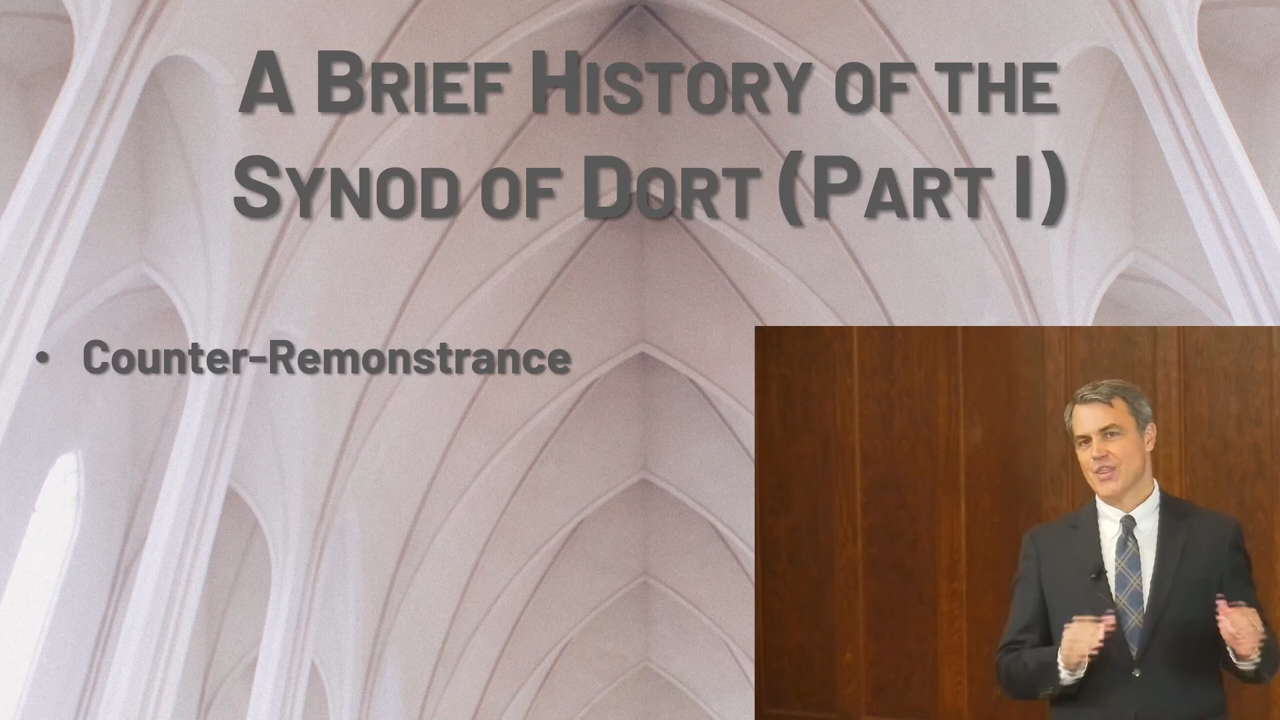 A Brief History of the
Synod of Dort (Part I)
• Counter-Remonstrance